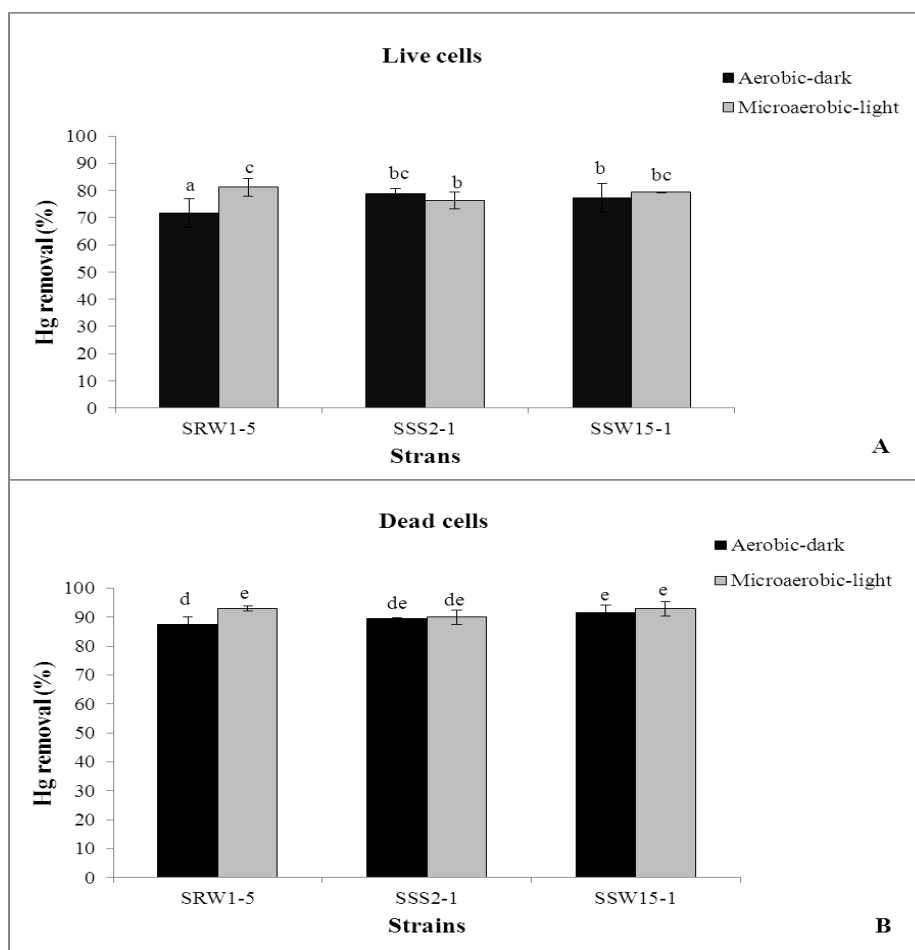 Live cells
Aerobic-dark
Microaerobic-light
Hg removal (%)
100
90
80
70
60
50
40
30
20
10
0
a c bc b b bc
SRW1-5 SSS2-1 SSW15-1
Strans
A
Dead cells
Aerobic-dark
Microaerobic-light
Hg removal (%)
100
90
80
70
60
50
40
30
20
10
0
d e de de e e
SRW1-5 SSS2-1 SSW15-1
Strains
B